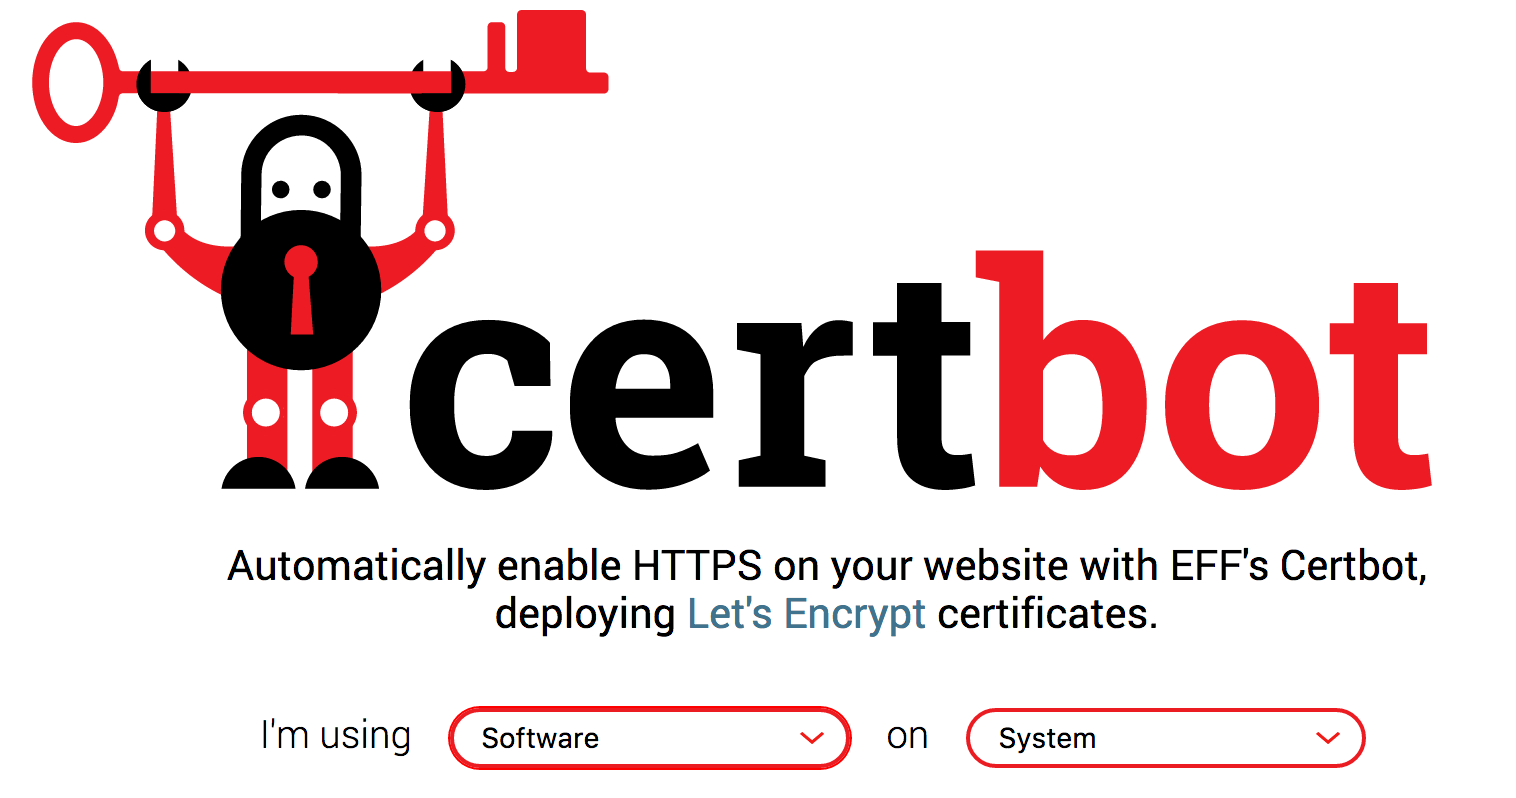 certbot
Automatically enable HTTPS on your website with EFF's Certbot,
deploying Let's Encrypt certificates.
I'm using Software on System